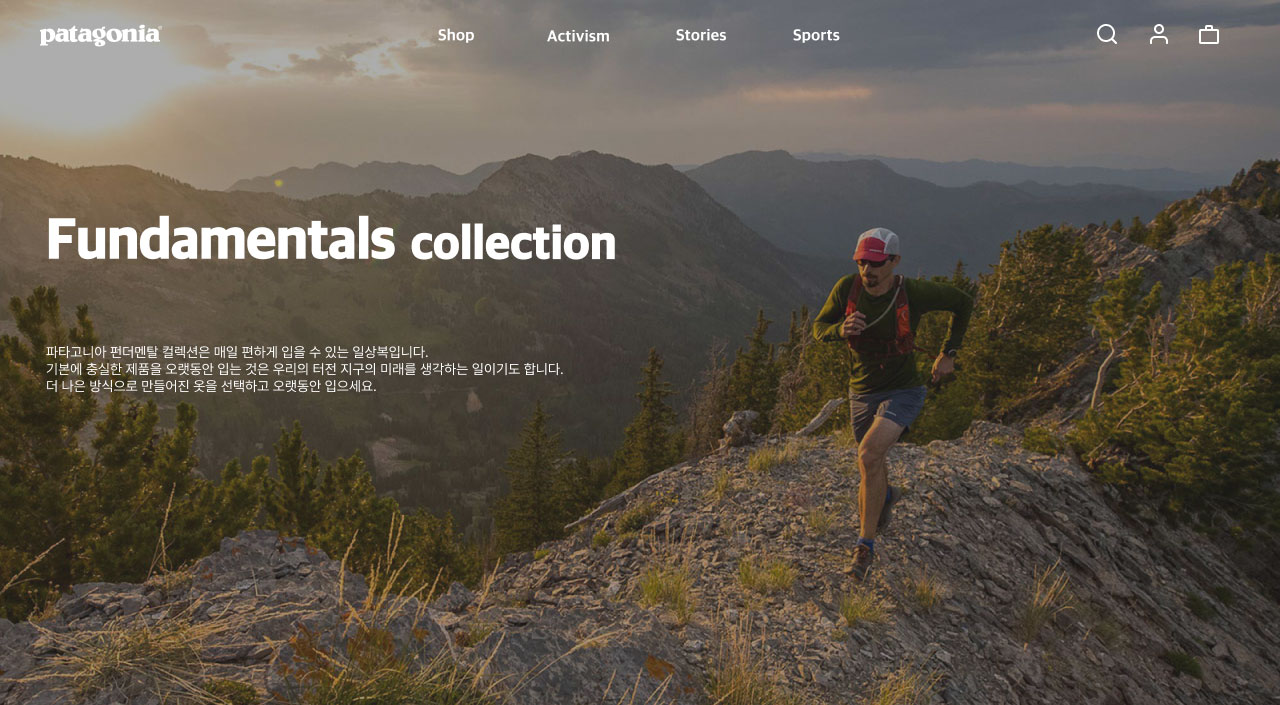 patagonia
Shop
Activism
Stories
Sports
Fundamentals collection
파타고니아 펀더멘탈 컬렉션은 매일 편하게 입을 수 있는 일상복입니다.
기본에 충실한 제품을 오랫동안 입는 것은 우리의 터전 지구의 미래를 생각하는 일이기도 합니다.
더 나은 방식으로 만들어진 옷을 선택하고 오랫동안 입으세요.